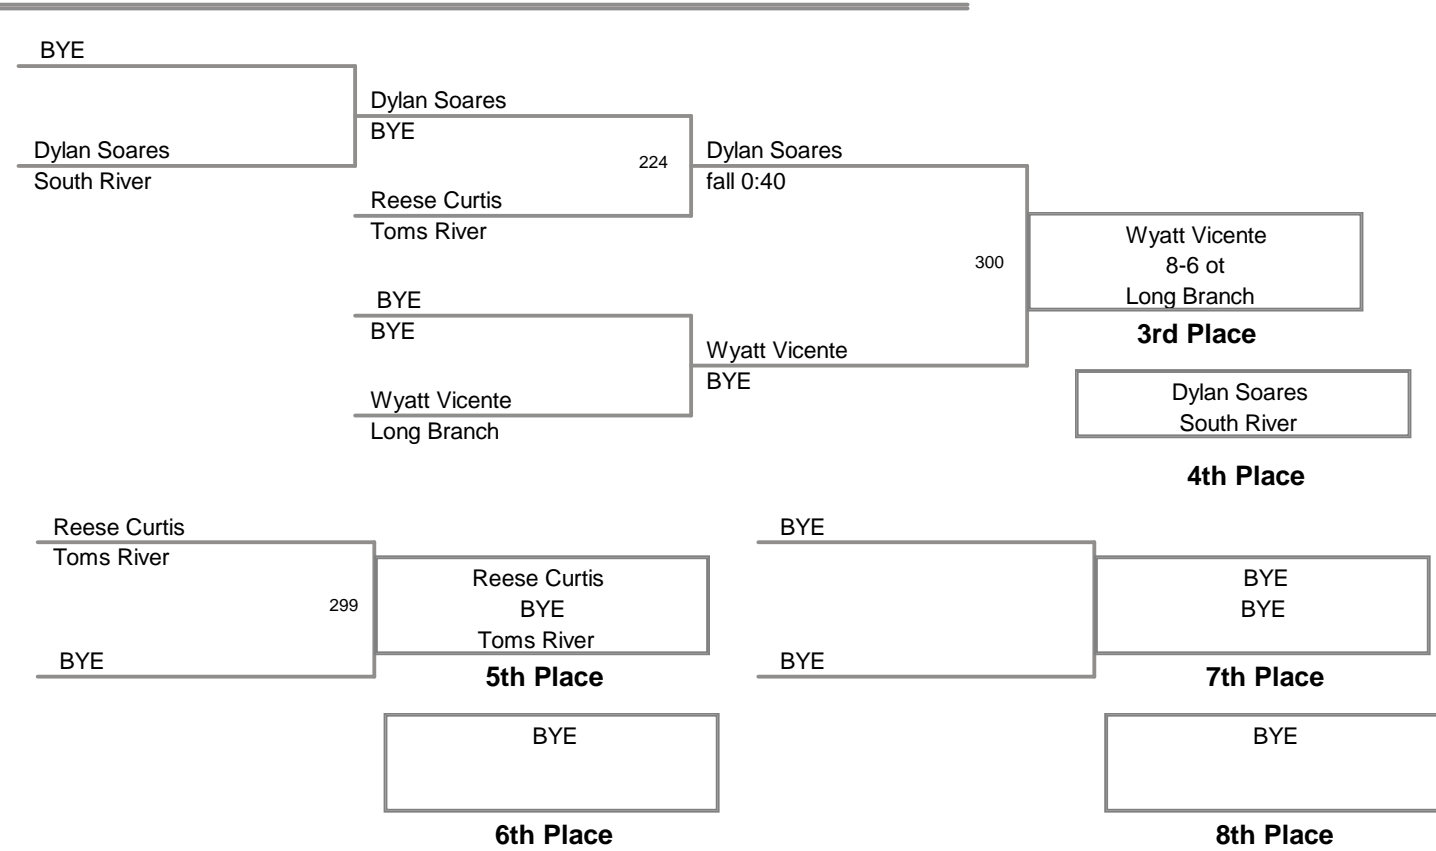 BYE
Dylan Soares
BYE
Dylan Soares
South River
224
Dylan Soares
fall 0:40
Reese Curtis
Toms River
Wyatt Vicente
8-6 ot
Long Branch
300
3rd Place
BYE
BYE
Wyatt Vicente
BYE
Wyatt Vicente
Long Branch
Dylan Soares
South River
4th Place
Reese Curtis
Toms River
299
BYE
Reese Curtis
BYE
Toms River
5th Place
BYE
6th Place
BYE
BYE
BYE
BYE
7th Place
BYE
8th Place